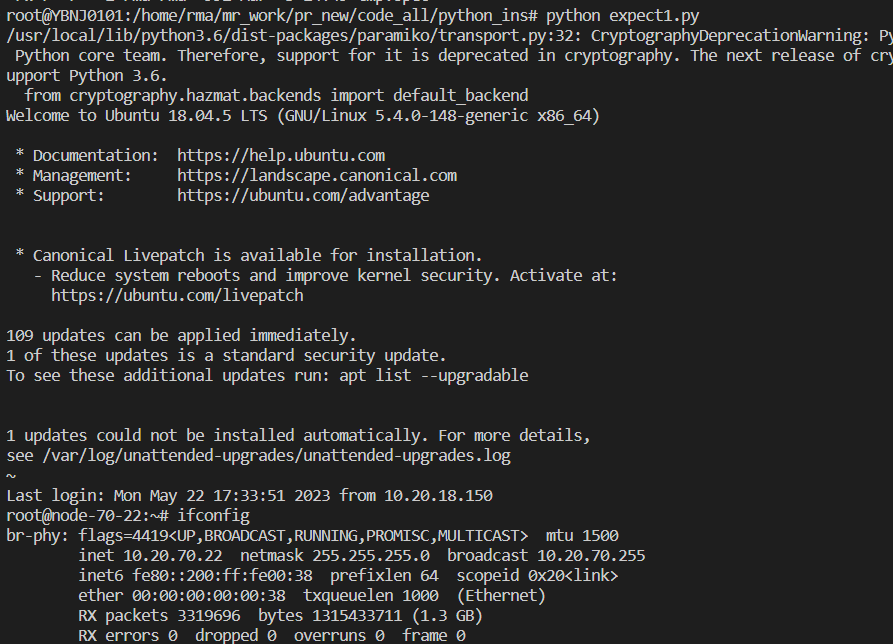 root@YBNJ0101:/home/rma/mr_work/pr_new/code_all/python_ins# python expect1.py
/usr/local/lib/python3.6/dist-packages/paramiko/transport.py:32: CryptographyDeprecationWarning: Py
Python core team. Therefore, support for it is deprecated in cryptography. The next release of cry
upport Python 3.6.
from cryptography.hazmat.backends import default_backend
Welcome to Ubuntu 18.04.5 LTS (GNU/Linux 5.4.0-148-generic x86_64)
* Documentation:  https://help.ubuntu.com
* Management:     https://landscape.canonical.com
* Support:        https://ubuntu.com/advantage
* Canonical Livepatch is available for installation.
- Reduce system reboots and improve kernel security. Activate at:
https://ubuntu.com/livepatch
109 updates can be applied immediately.
1 of these updates is a standard security update.
To see these additional updates run: apt list --upgradable
1 updates could not be installed automatically. For more details,
see /var/log/unattended-upgrades/unattended-upgrades.log
~
Last login: Mon May 22 17:33:51 2023 from 10.20.18.150
root@node-70-22:~# ifconfig
br-phy: flags=4419<UP,BROADCAST,RUNNING,PROMISC,MULTICAST>  mtu 1500
inet 10.20.70.22  netmask 255.255.255.0  broadcast 10.20.70.255
inet6 fe80::200:ff:fe00:38  prefixlen 64  scopeid 0x20<link>
ether 00:00:00:00:00:38  txqueuelen 1000  (Ethernet)
RX packets 3319696  bytes 1315433711 (1.3 GB)
RX errors 0  dropped 0  overruns 0  frame 0